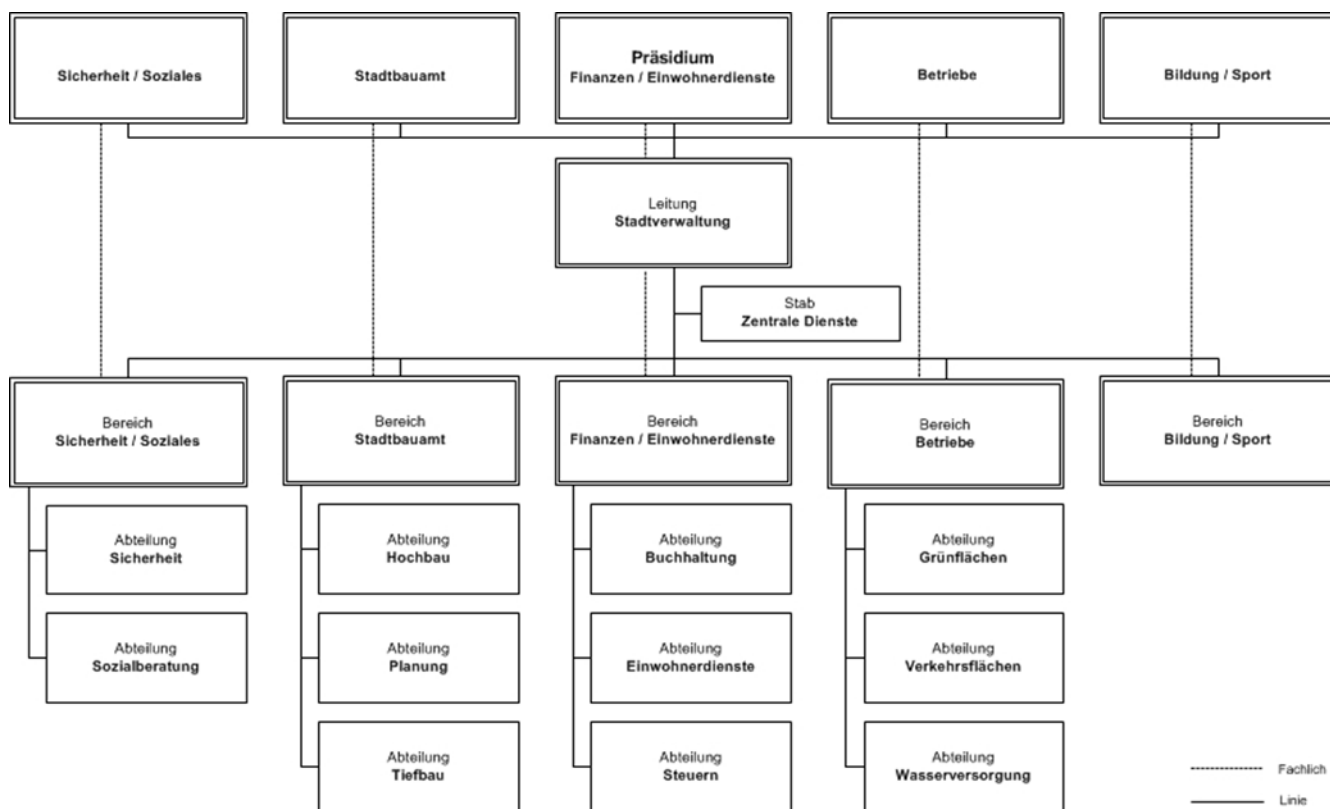 Sicherheit / Soziales
Stadtbauamt
Präsidium
Finanzen / Einwohnerdienste
Betriebe
Bildung / Sport
Leitung
Stadtverwaltung
Stab
Zentrale Dienste
Bereich
Sicherheit / Soziales
Bereich
Stadtbauamt
Bereich
Finanzen / Einwohnerdienste
Bereich
Betriebe
Bereich
Bildung / Sport
Abteilung
Sicherheit
Abteilung
Hochbau
Abteilung
Buchhaltung
Abteilung
Grünflächen
Abteilung
Sozialberatung
Abteilung
Planung
Abteilung
Einwohnerdienste
Abteilung
Verkehrsflächen
Abteilung
Tiefbau
Abteilung
Steuern
Abteilung
Wasserversorgung
Fachlich
Linie